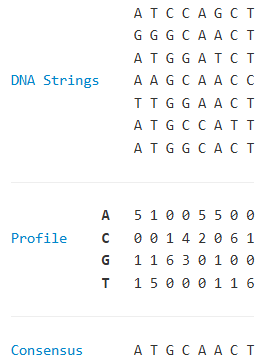 A T C C A G C T
G G G C A A C T
A T G G A T C T
DNA Strings A A G C A A C C
T T G G A A C T
A T G C C A T T
A T G G C A C T
A 5 1 0 0 5 5 0 0
Profile C 0 0 1 4 2 0 6 1
G 1 1 6 3 0 1 0 0
T 1 5 0 0 0 1 1 6
Consensus A T G C A A C T